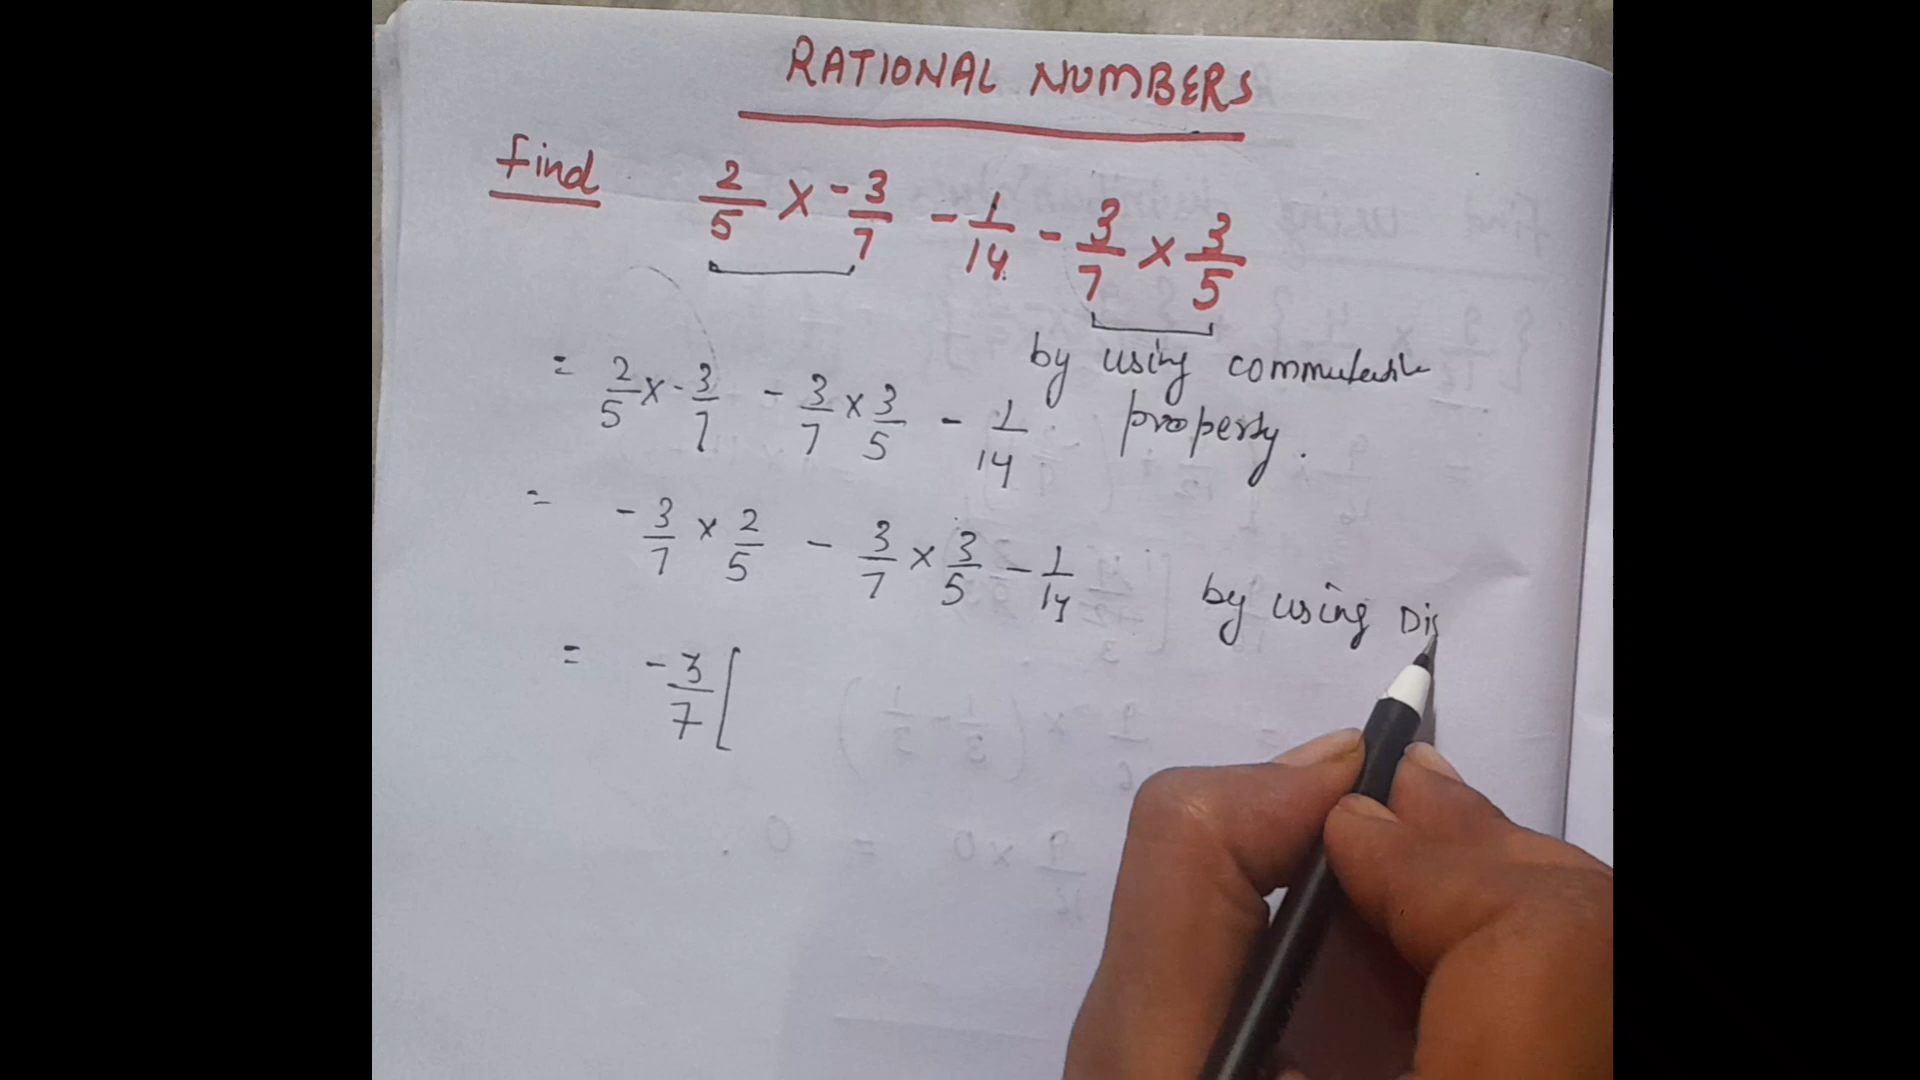 RATIONAL NUMBERS
Find 2/5 × -3/7 - 1/14 - 3/7 × 3/5
= 2/5 × -3/7 - 3/7 × 3/5 - 1/14 by using commutative
property.
= -3/7 × 2/5 - 3/7 × 3/5 - 1/14 by using Dis
= -3/7 [